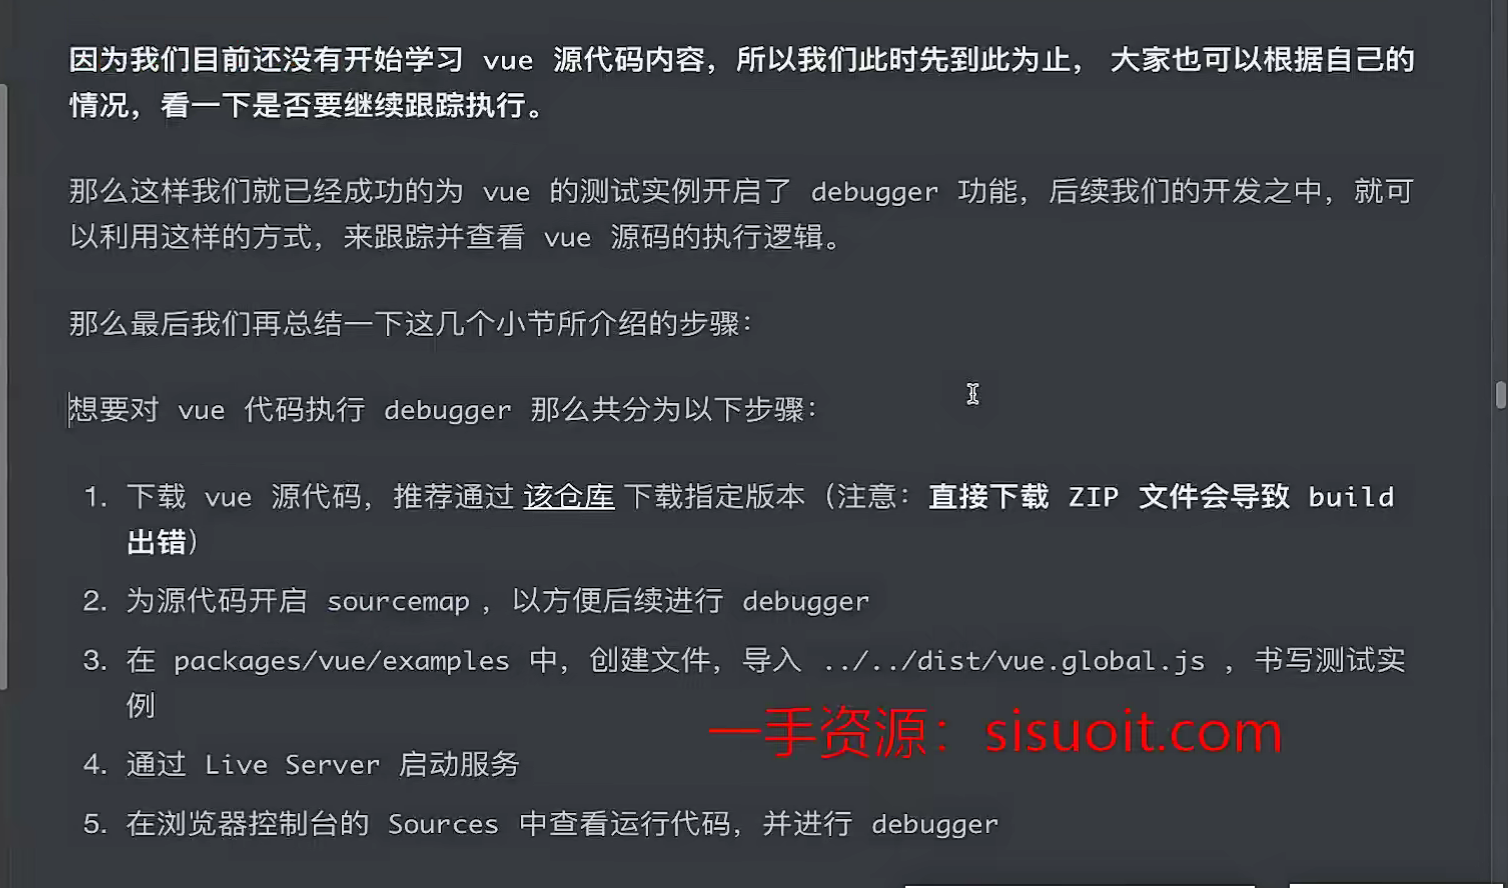 因为我们目前还没有开始学习 vue 源代码内容，所以我们此时先到此为止， 大家也可以根据自己的
情况，看一下是否要继续跟踪执行。
那么这样我们就已经成功的为 vue 的测试实例开启了 debugger 功能，后续我们的开发之中，就可
以利用这样的方式，来跟踪并查看 vue 源码的执行逻辑。
那么最后我们再总结一下这几个小节所介绍的步骤：
想要对 vue 代码执行 debugger 那么共分为以下步骤：
1. 下载 vue 源代码，推荐通过 该仓库 下载指定版本（注意：直接下载 ZIP 文件会导致 build
出错）
2. 为源代码开启 sourcemap ，以方便后续进行 debugger
3. 在 packages/vue/examples 中，创建文件，导入 ../../dist/vue.global.js ，书写测试实
例
一手资源：sisuoit.com
4. 通过 Live Server 启动服务
5. 在浏览器控制台的 Sources 中查看运行代码，并进行 debugger